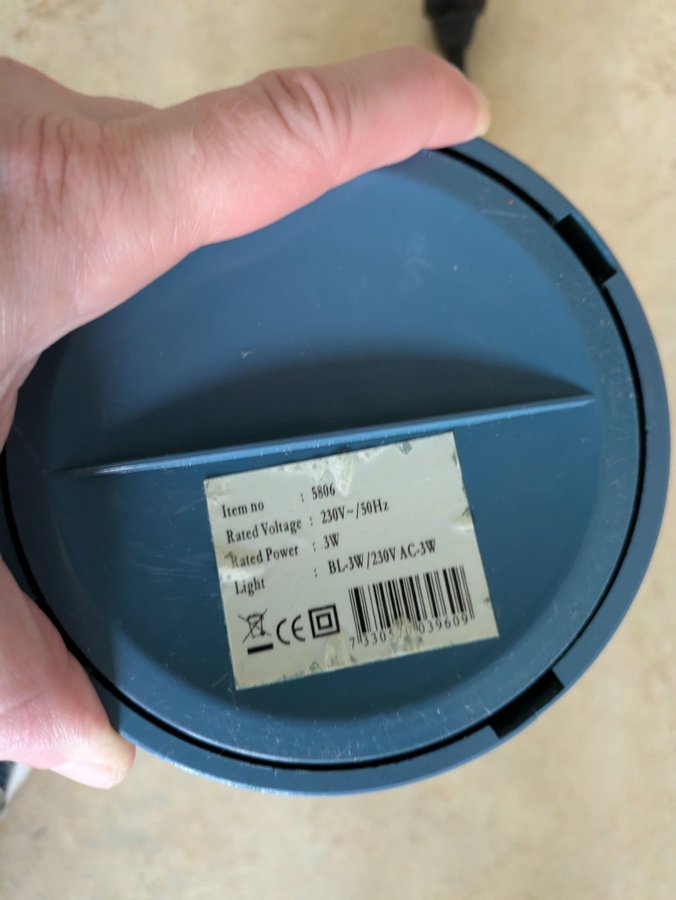 Item no : 5806
Rated Voltage : 230V~/50Hz
Rated Power : 3W
Light : BL-3W/230V AC-3W
CE